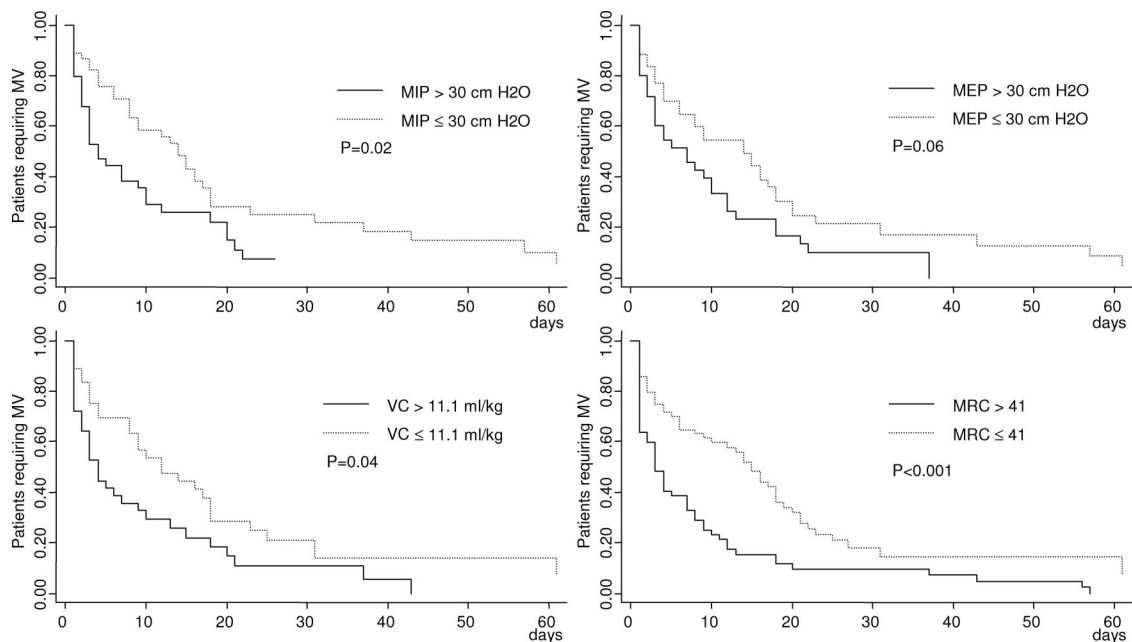 Patients requiring MV
1.00
0.80
0.60
0.40
0.20
0.00
MIP > 30 cm H2O
MIP ≤ 30 cm H2O
P=0.02
0 10 20 30 40 50 60
days
Patients requiring MV
1.00
0.80
0.60
0.40
0.20
0.00
MEP > 30 cm H2O
MEP ≤ 30 cm H2O
P=0.06
0 10 20 30 40 50 60
days
Patients requiring MV
1.00
0.80
0.60
0.40
0.20
0.00
VC > 11.1 ml/kg
VC ≤ 11.1 ml/kg
P=0.04
0 10 20 30 40 50 60
days
Patients requiring MV
1.00
0.80
0.60
0.40
0.20
0.00
MRC > 41
MRC ≤ 41
P<0.001
0 10 20 30 40 50 60
days